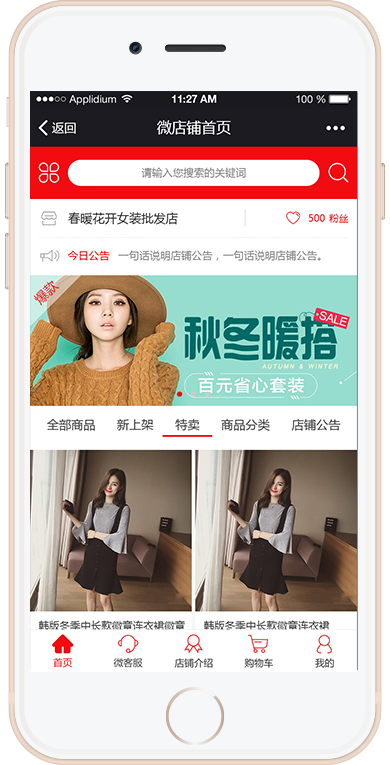 ●●●○○ Applidium 11:27 AM 100 %
返回 微店铺首页 •••
请输入您搜索的关键词
春暖花开女装批发店 500 粉丝
今日公告 一句话说明店铺公告，一句话说明店铺公告。
爆款
秋冬暖搭 SALE
AUTUMN & WINTER
百元省心套装
全部商品 新上架 特卖 商品分类 店铺公告
韩版冬季中长款徽章连衣裙徽章 韩版冬季中长款徽章连衣裙
首页 微客服 店铺介绍 购物车 我的